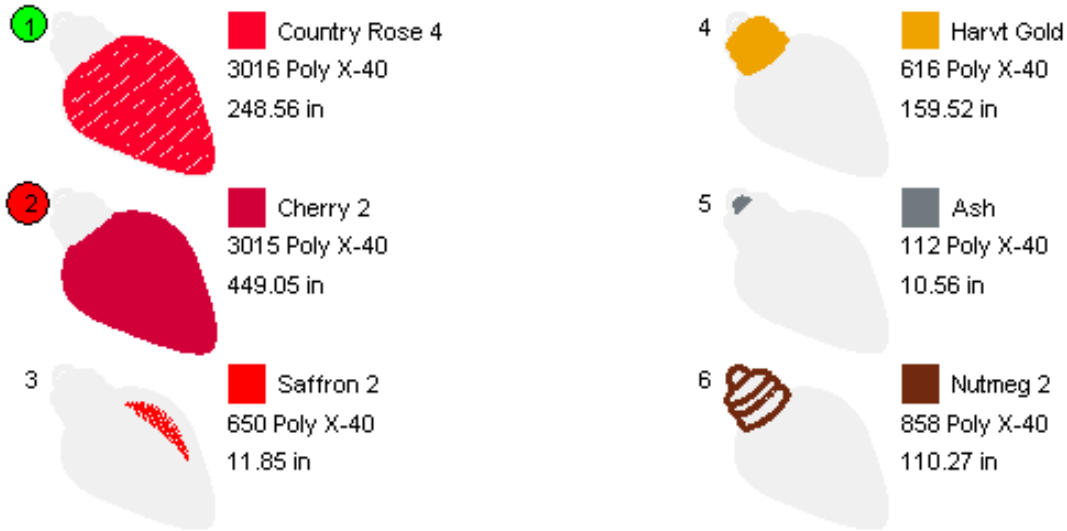 1
Country Rose 4
3016 Poly X-40
248.56 in
2
Cherry 2
3015 Poly X-40
449.05 in
3
Saffron 2
650 Poly X-40
11.85 in
4
Harvt Gold
616 Poly X-40
159.52 in
5
Ash
112 Poly X-40
10.56 in
6
Nutmeg 2
858 Poly X-40
110.27 in